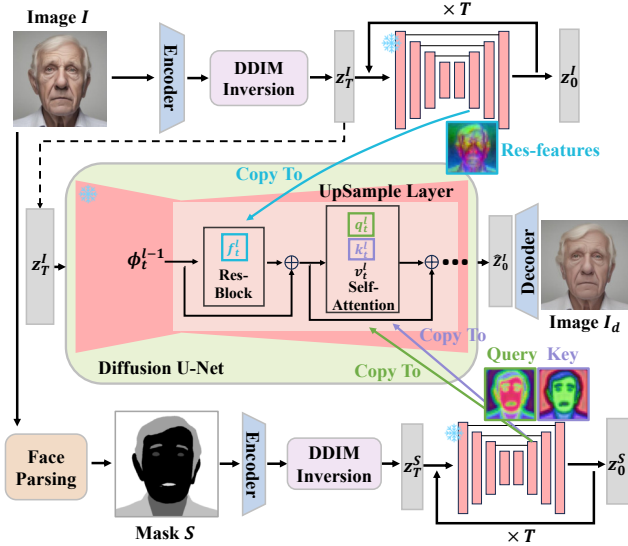 Image I
× T
Encoder
DDIM
Inversion
z_T^I
z_0^I
Res-features
Copy To
UpSample Layer
z_T^I
ϕ_t^{l-1}
f_t^l
Res-
Block
q_t^l
k_t^l
v_t^l
Self-
Attention
ẑ_0^I
Decoder
Image I_d
Diffusion U-Net
Copy To
Copy To
Query
Key
Face
Parsing
Mask S
Encoder
DDIM
Inversion
z_T^S
z_0^S
× T